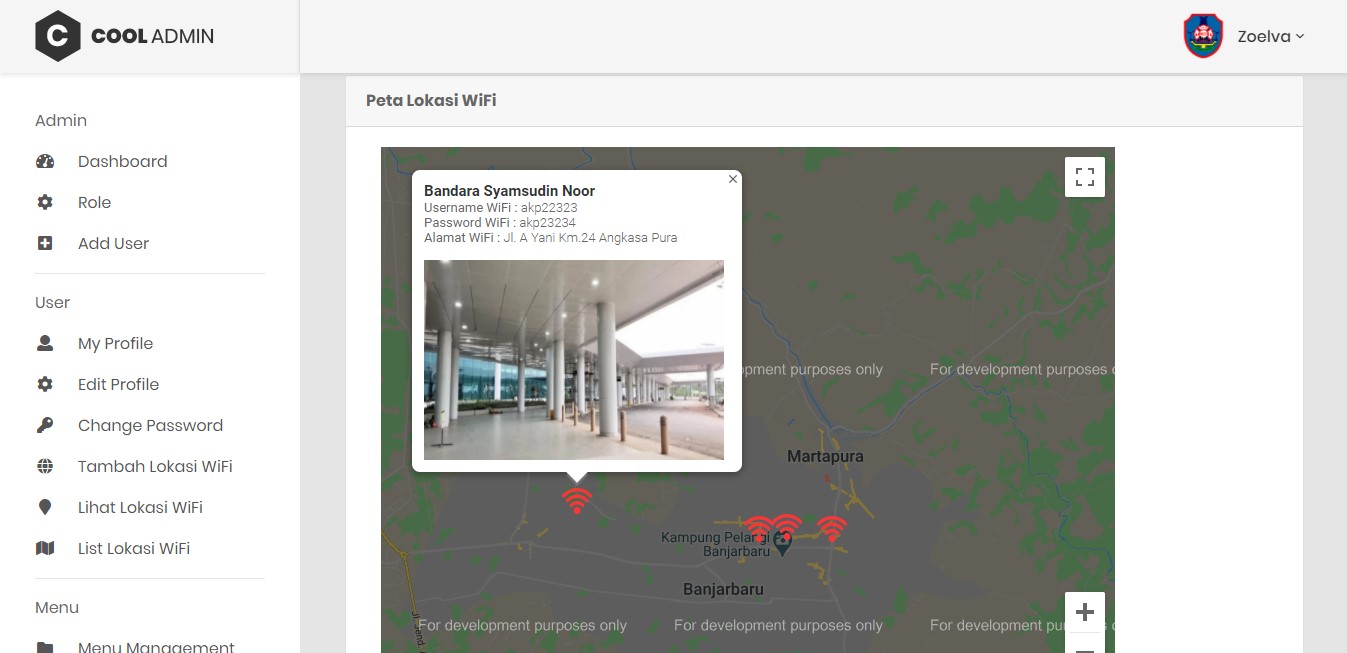 C COOL ADMIN
Zoelva
Admin
Dashboard
Role
Add User
User
My Profile
Edit Profile
Change Password
Tambah Lokasi WiFi
Lihat Lokasi WiFi
List Lokasi WiFi
Menu
Menu Management
Peta Lokasi WiFi
Bandara Syamsudin Noor
Username WiFi : akp22323
Password WiFi : akp23234
Alamat WiFi : Jl. A Yani Km.24 Angkasa Pura
purposes only
For development purposes
Martapura
Kampung Pelangi
Banjarbaru
Banjarbaru
For development purposes only
For development purposes only
For development